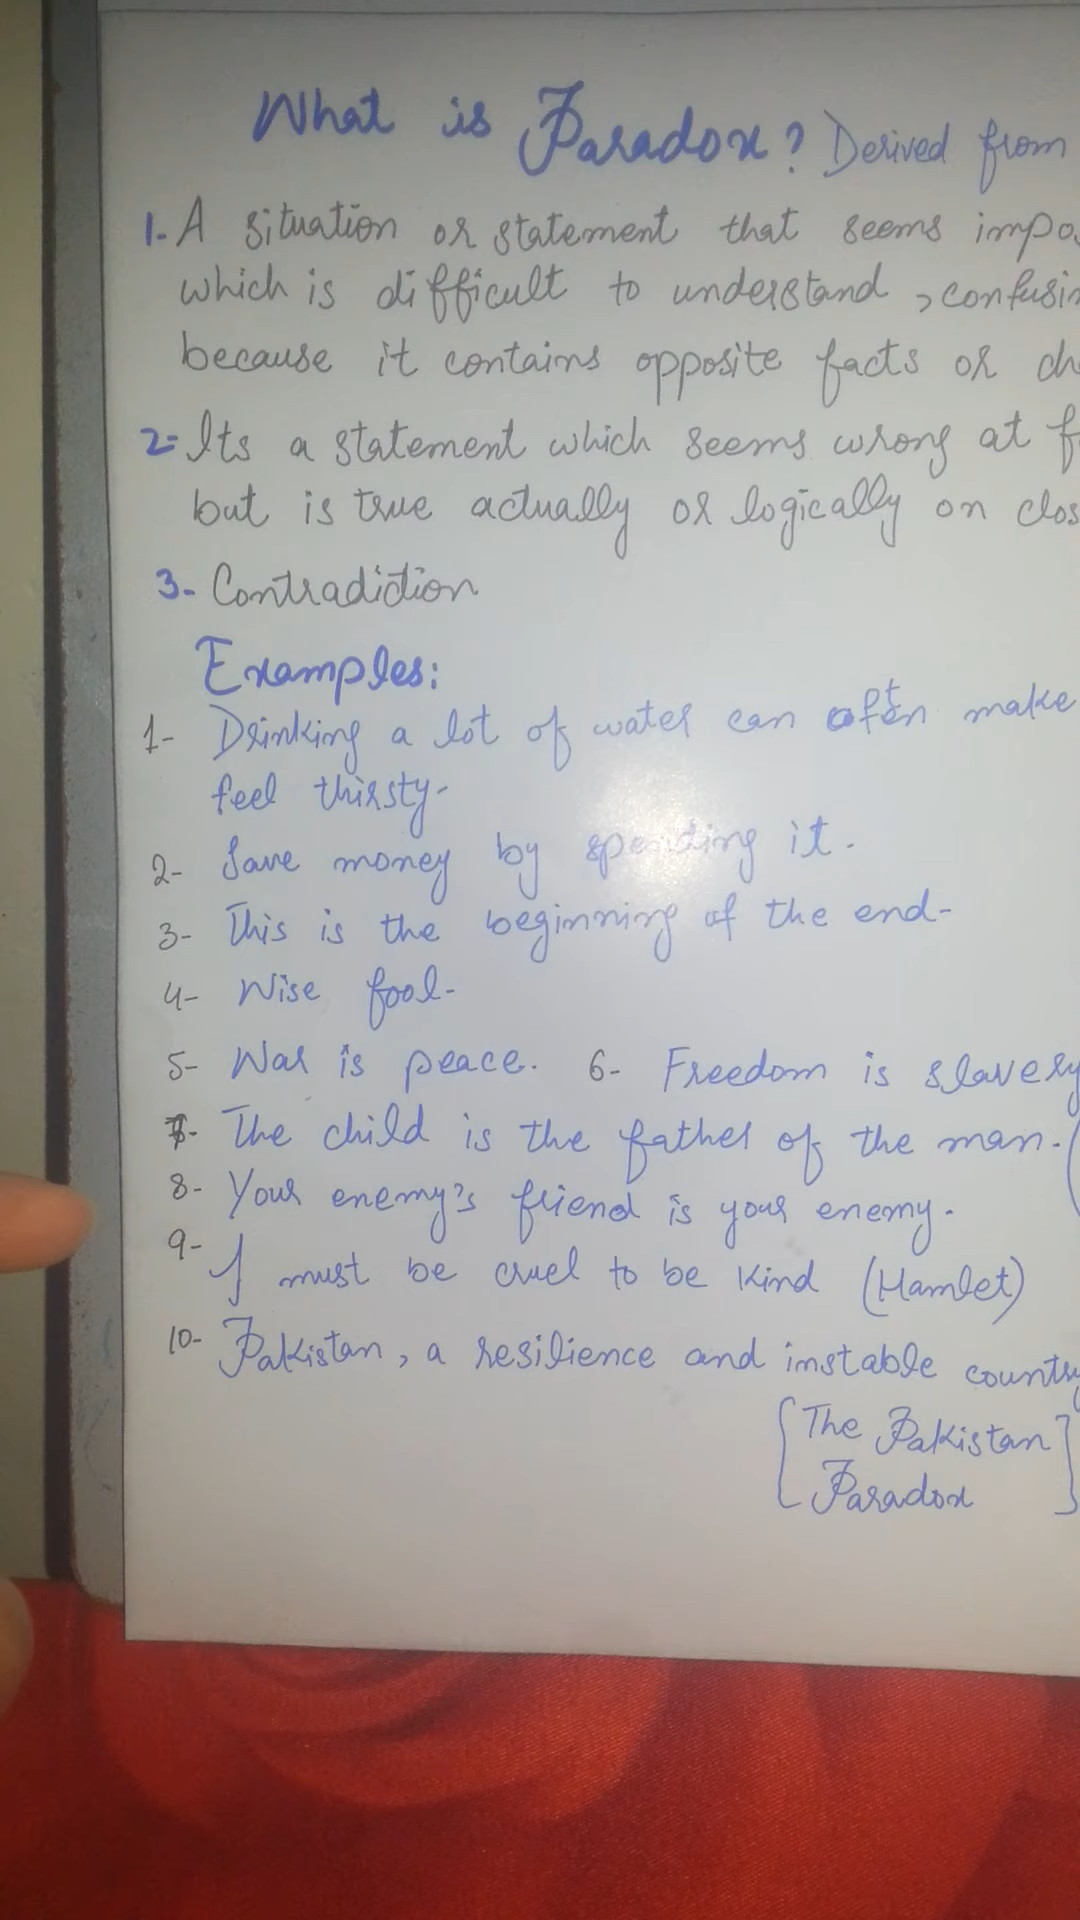 What is Paradox? Derived from
1- A situation or statement that seems impo
which is difficult to understand, confusin
because it contains opposite facts or ch
2- Its a statement which seems wrong at f
but is true actually or logically on clos
3- Contradiction
Examples:
1- Drinking a lot of water can often make
feel thirsty-
2- Save money by spending it.
3- This is the beginning of the end-
4- Wise fool-
5- War is peace. 6- Freedom is slavery
7- The child is the father of the man. (
8- Your enemy's friend is your enemy.
9- I must be cruel to be kind (Hamlet)
10- Pakistan, a resilience and instable country
[The Pakistan
Paradox]